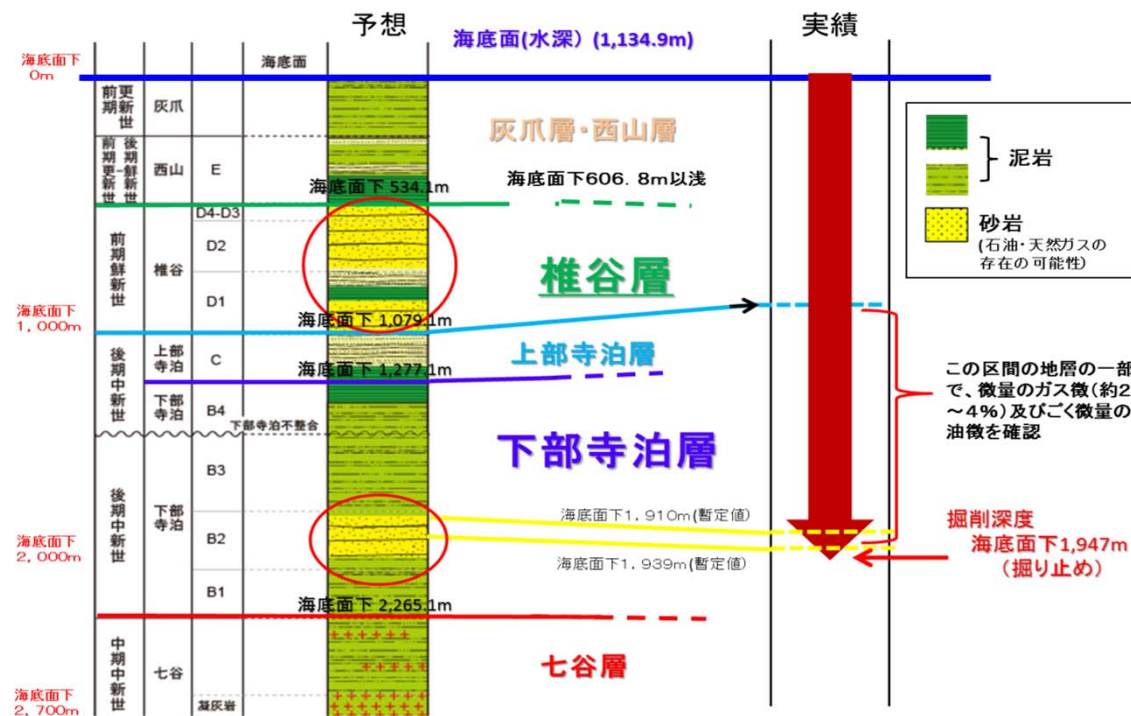 予想
実績
海底面(水深) (1,134.9m)
海底面下
0m
海底面
前期
更新世
灰爪
灰爪層・西山層
泥岩
前期更新世
後期鮮新世
西山
E
海底面下606.8m以浅
海底面下 534.1m
砂岩
(石油・天然ガスの
存在の可能性)
D4-D3
前期鮮新世
椎谷
D2
D1
椎谷層
海底面下
1,000m
海底面下 1,079.1m
上部寺泊層
後期中新世
上部
寺泊
C
海底面下 1,277.1m
この区間の地層の一部
で、微量のガス徴(約2
~4%)及びごく微量の
油徴を確認
下部
寺泊
B4
下部寺泊不整合
下部寺泊層
後期中新世
下部
寺泊
B3
海底面下1,910m(暫定値)
海底面下
2,000m
B2
海底面下1,939m(暫定値)
掘削深度
海底面下1,947m
(掘り止め)
B1
海底面下 2,265.1m
中期中新世
七谷
七谷層
海底面下
2,700m
凝灰岩